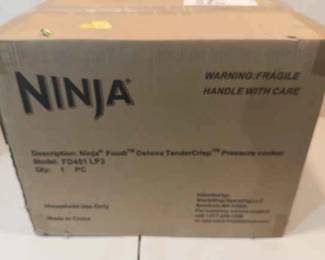 NINJA®
WARNING:FRAGILE
HANDLE WITH CARE
Description: Ninja® Foodi™ Deluxe TenderCrisp™ Pressure cooker
Model: FD401 LP3
Qty: 1 PC
Household Use Only
Made in China